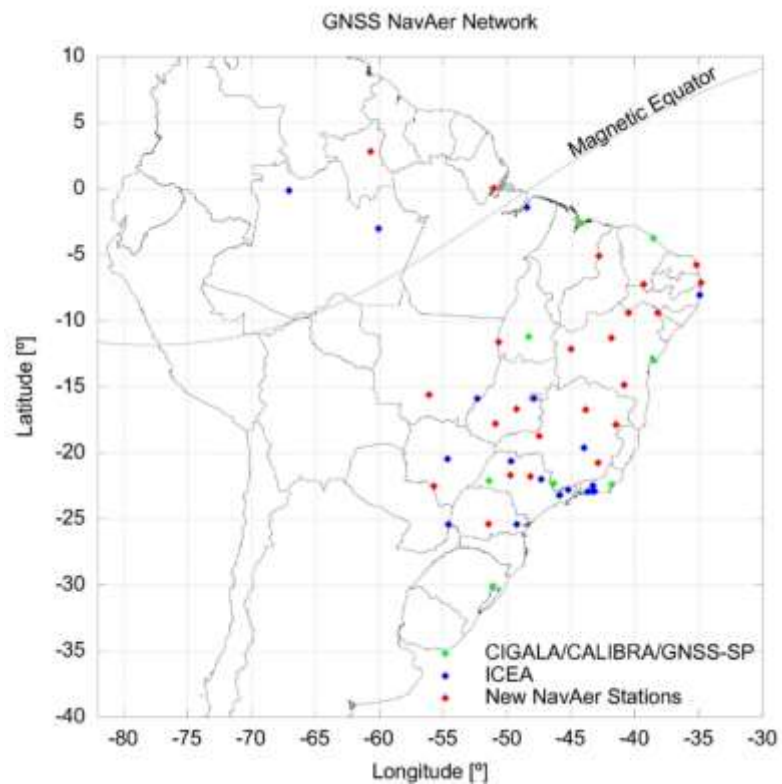 GNSS NavAer Network
10
5
0
-5
-10
-15
-20
-25
-30
-35
-40
Latitude [º]
Magnetic Equator
CIGALA/CALIBRA/GNSS-SP
ICEA
New NavAer Stations
-80 -75 -70 -65 -60 -55 -50 -45 -40 -35 -30
Longitude [º]